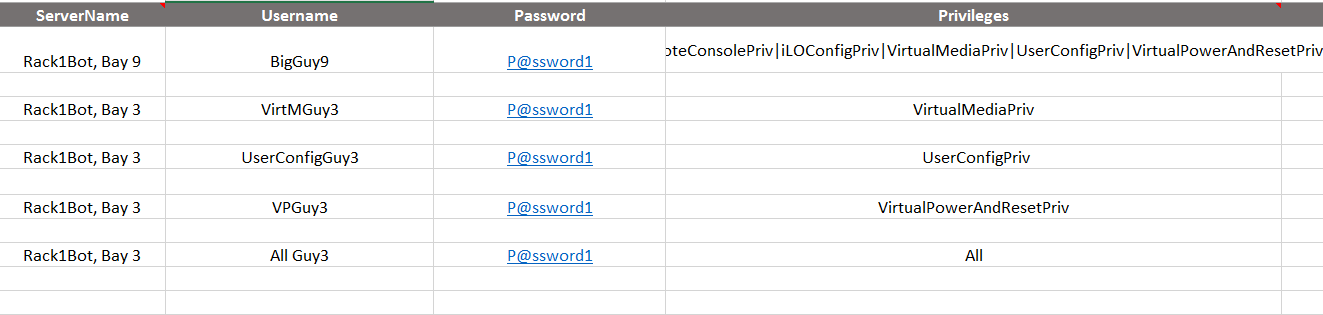 ServerName Username Password Privileges
Rack1Bot, Bay 9 BigGuy9 P@ssword1 oteConsolePriv|iLOConfigPriv|VirtualMediaPriv|UserConfigPriv|VirtualPowerAndResetPriv
Rack1Bot, Bay 3 VirtMGuy3 P@ssword1 VirtualMediaPriv
Rack1Bot, Bay 3 UserConfigGuy3 P@ssword1 UserConfigPriv
Rack1Bot, Bay 3 VPGuy3 P@ssword1 VirtualPowerAndResetPriv
Rack1Bot, Bay 3 All Guy3 P@ssword1 All